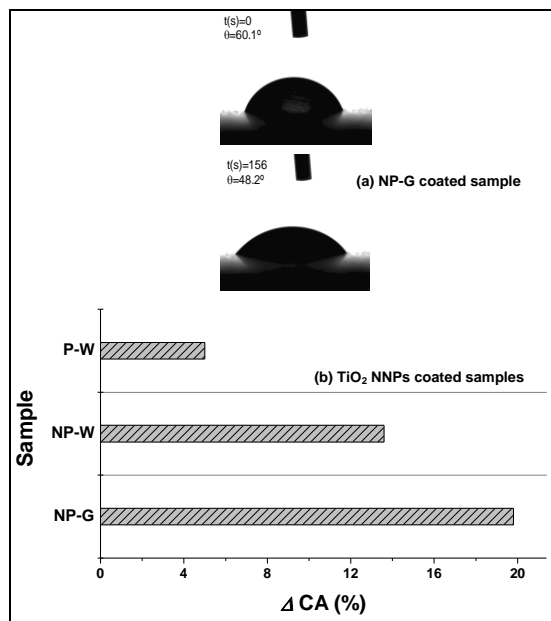 t(s)=0
θ=60.1º
t(s)=156
θ=48.2º
(a) NP-G coated sample
P-W
(b) TiO₂ NNPs coated samples
NP-W
NP-G
Sample
0 4 8 12 16 20
Δ CA (%)